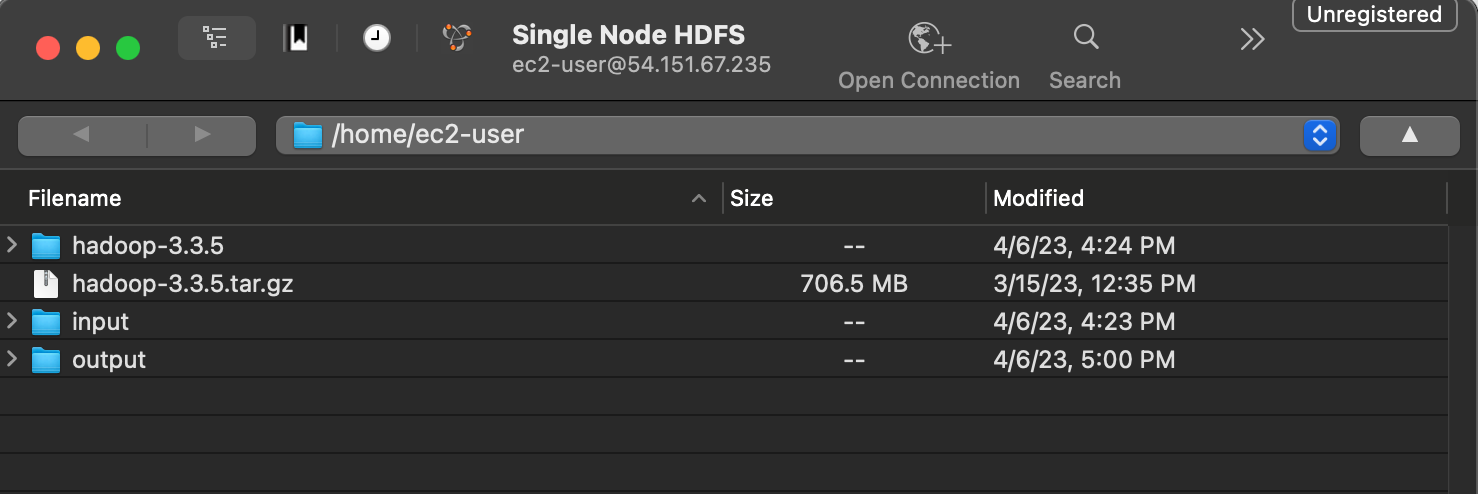 Unregistered
Single Node HDFS
ec2-user@54.151.67.235
Open Connection Search
/home/ec2-user
Filename Size Modified
hadoop-3.3.5 -- 4/6/23, 4:24 PM
hadoop-3.3.5.tar.gz 706.5 MB 3/15/23, 12:35 PM
input -- 4/6/23, 4:23 PM
output -- 4/6/23, 5:00 PM